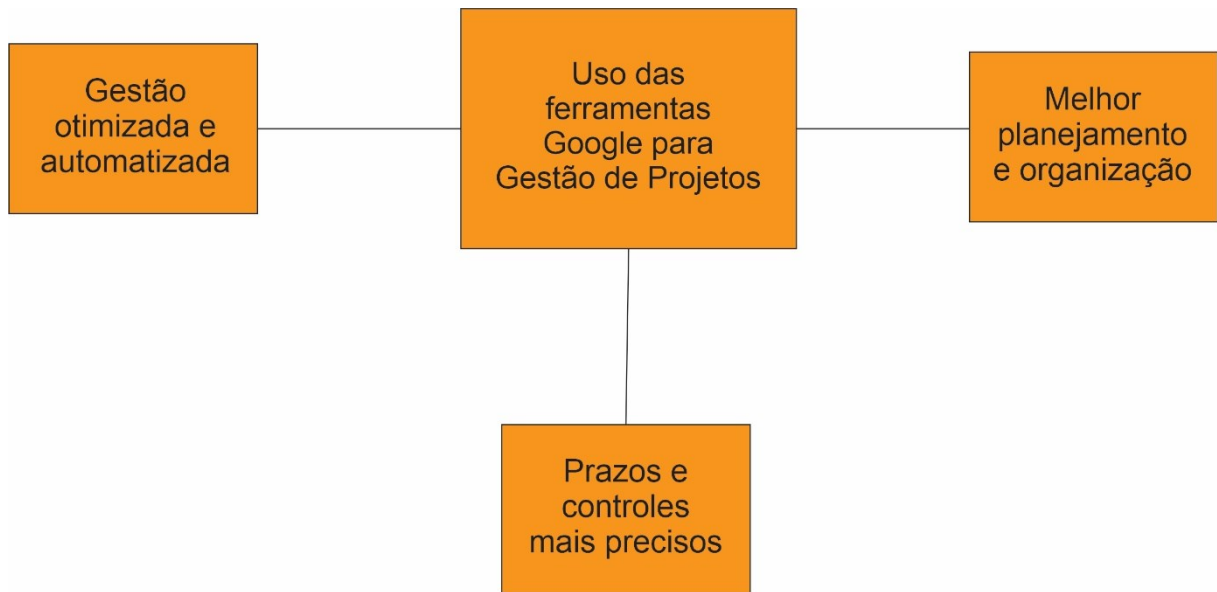 Gestão
otimizada e
automatizada
Uso das
ferramentas
Google para
Gestão de Projetos
Melhor
planejamento
e organização
Prazos e
controles
mais precisos